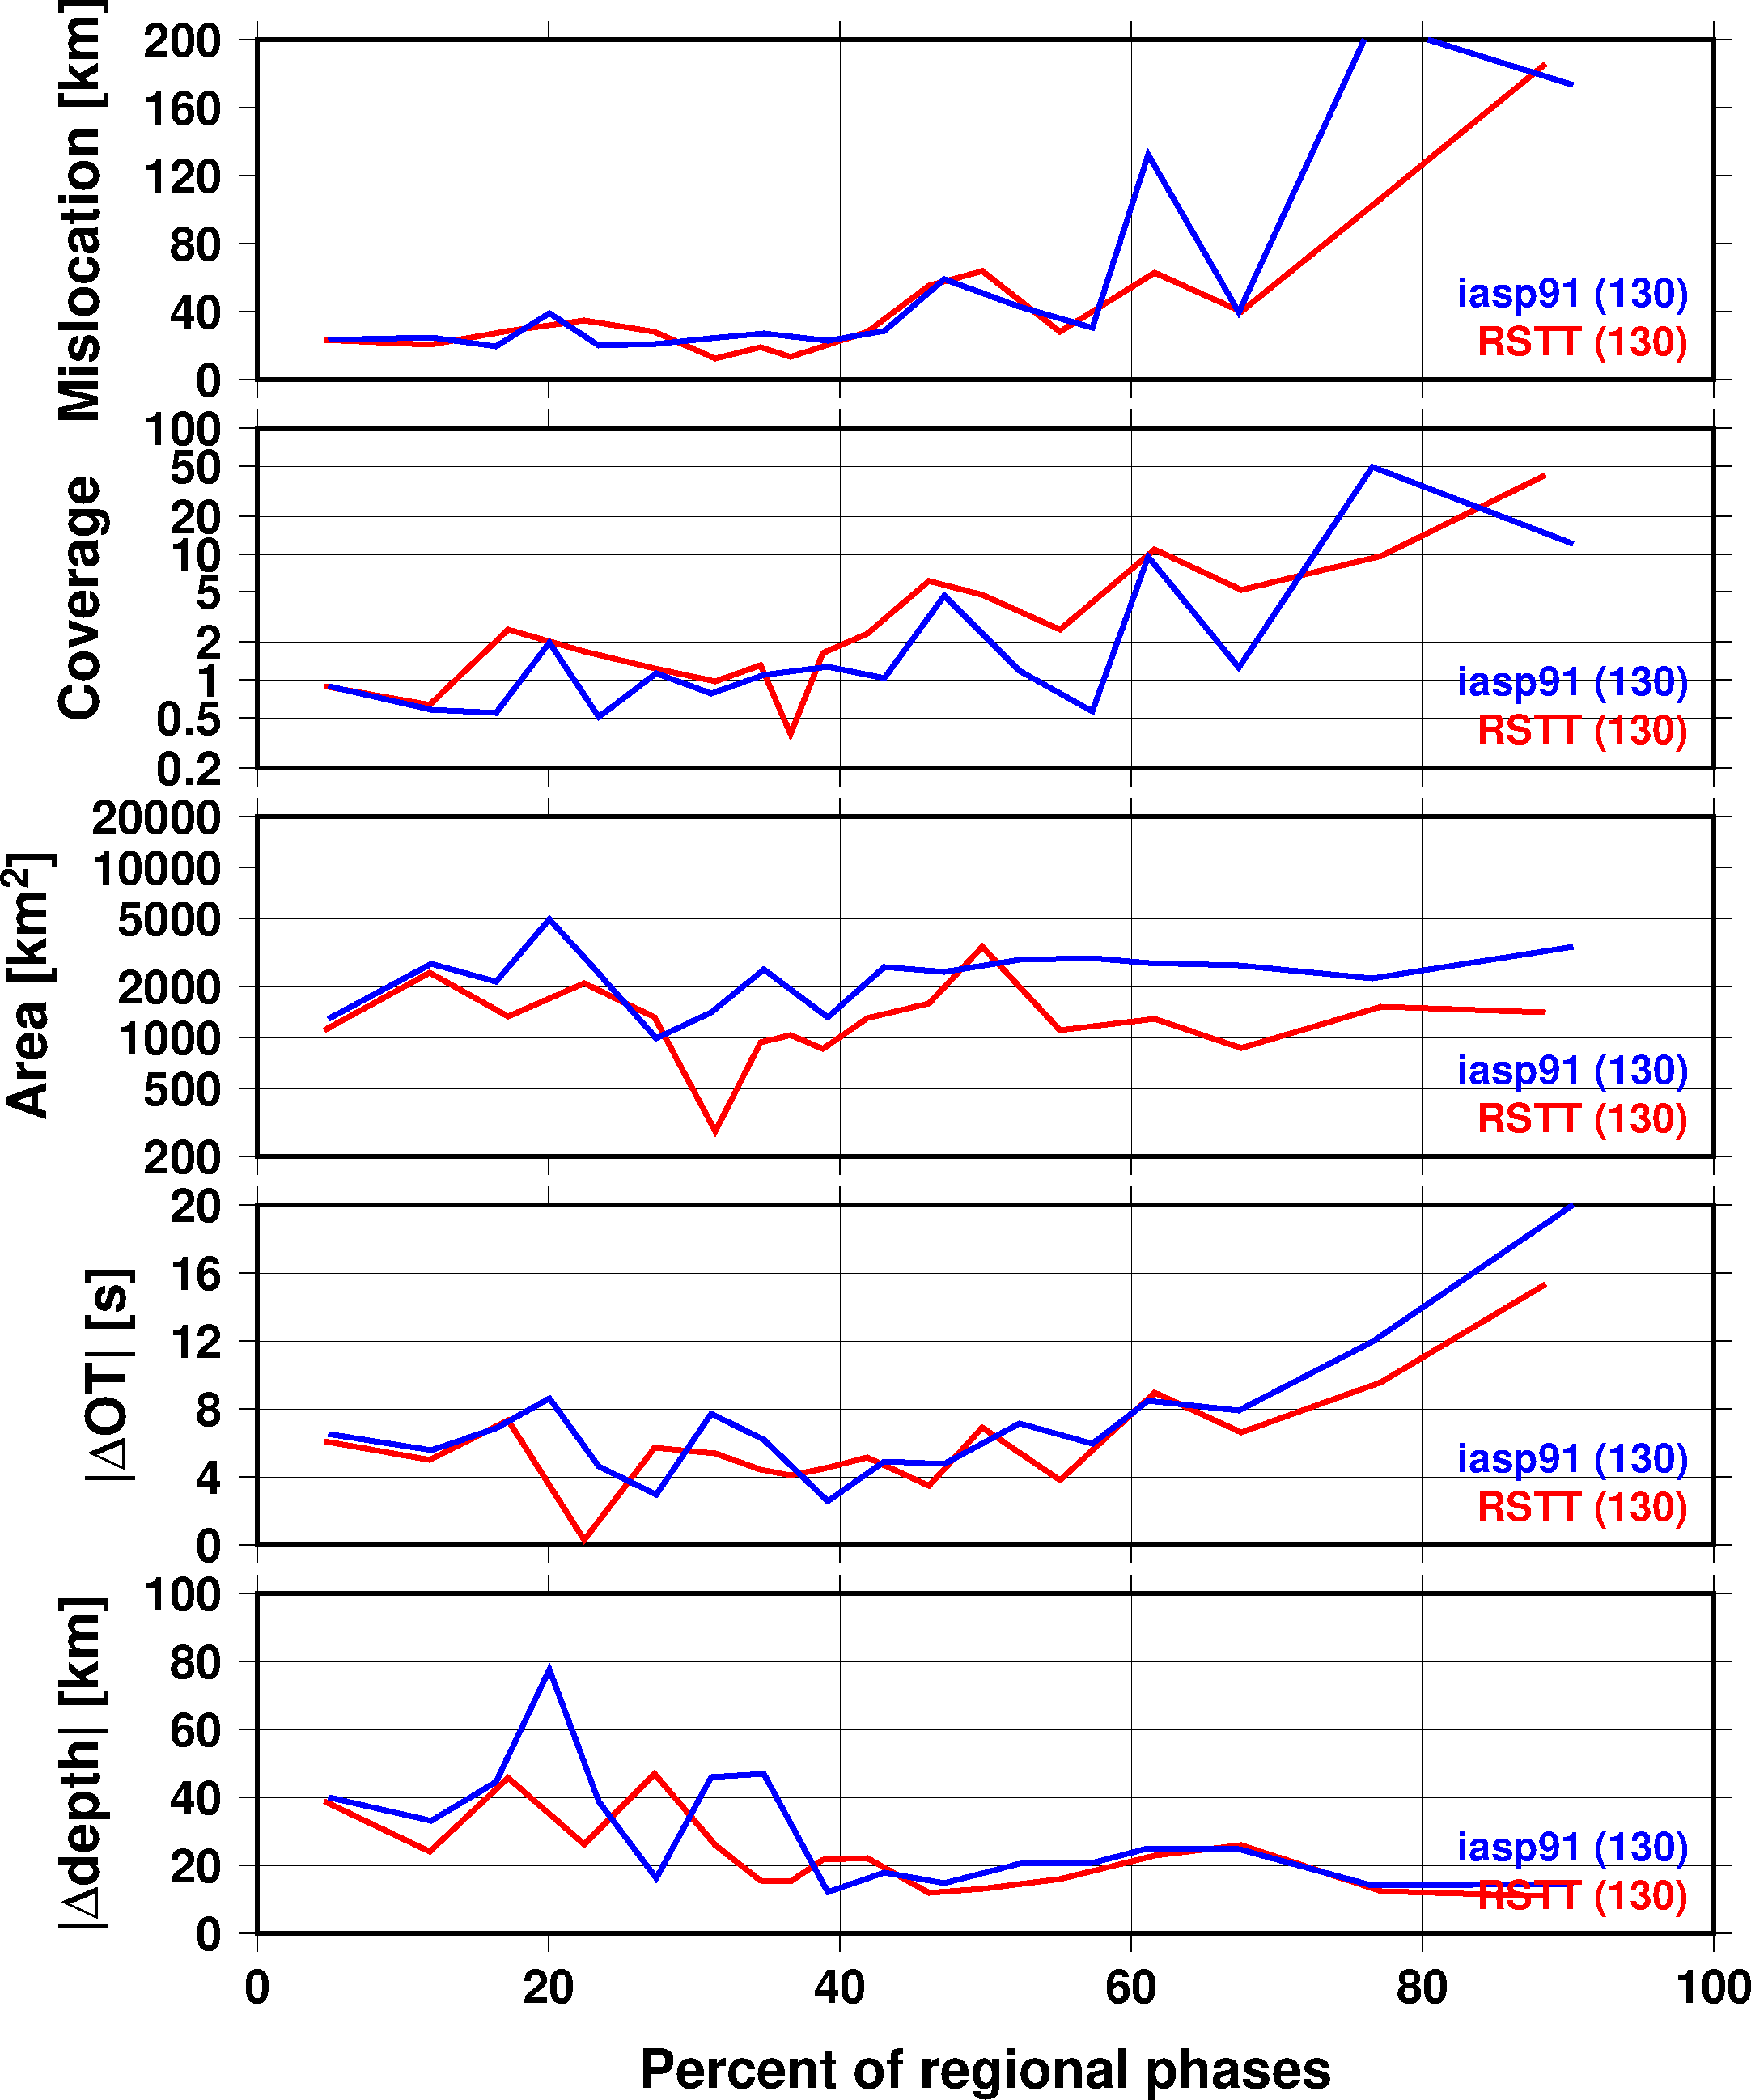 Mislocation [km]
200
160
120
80
40
0
iasp91 (130)
RSTT (130)
Coverage
100
50
20
10
5
2
1
0.5
0.2
iasp91 (130)
RSTT (130)
Area [km²]
20000
10000
5000
2000
1000
500
200
iasp91 (130)
RSTT (130)
|ΔOT| [s]
20
16
12
8
4
0
iasp91 (130)
RSTT (130)
|Δdepth| [km]
100
80
60
40
20
0
iasp91 (130)
RSTT (130)
0 20 40 60 80 100
Percent of regional phases